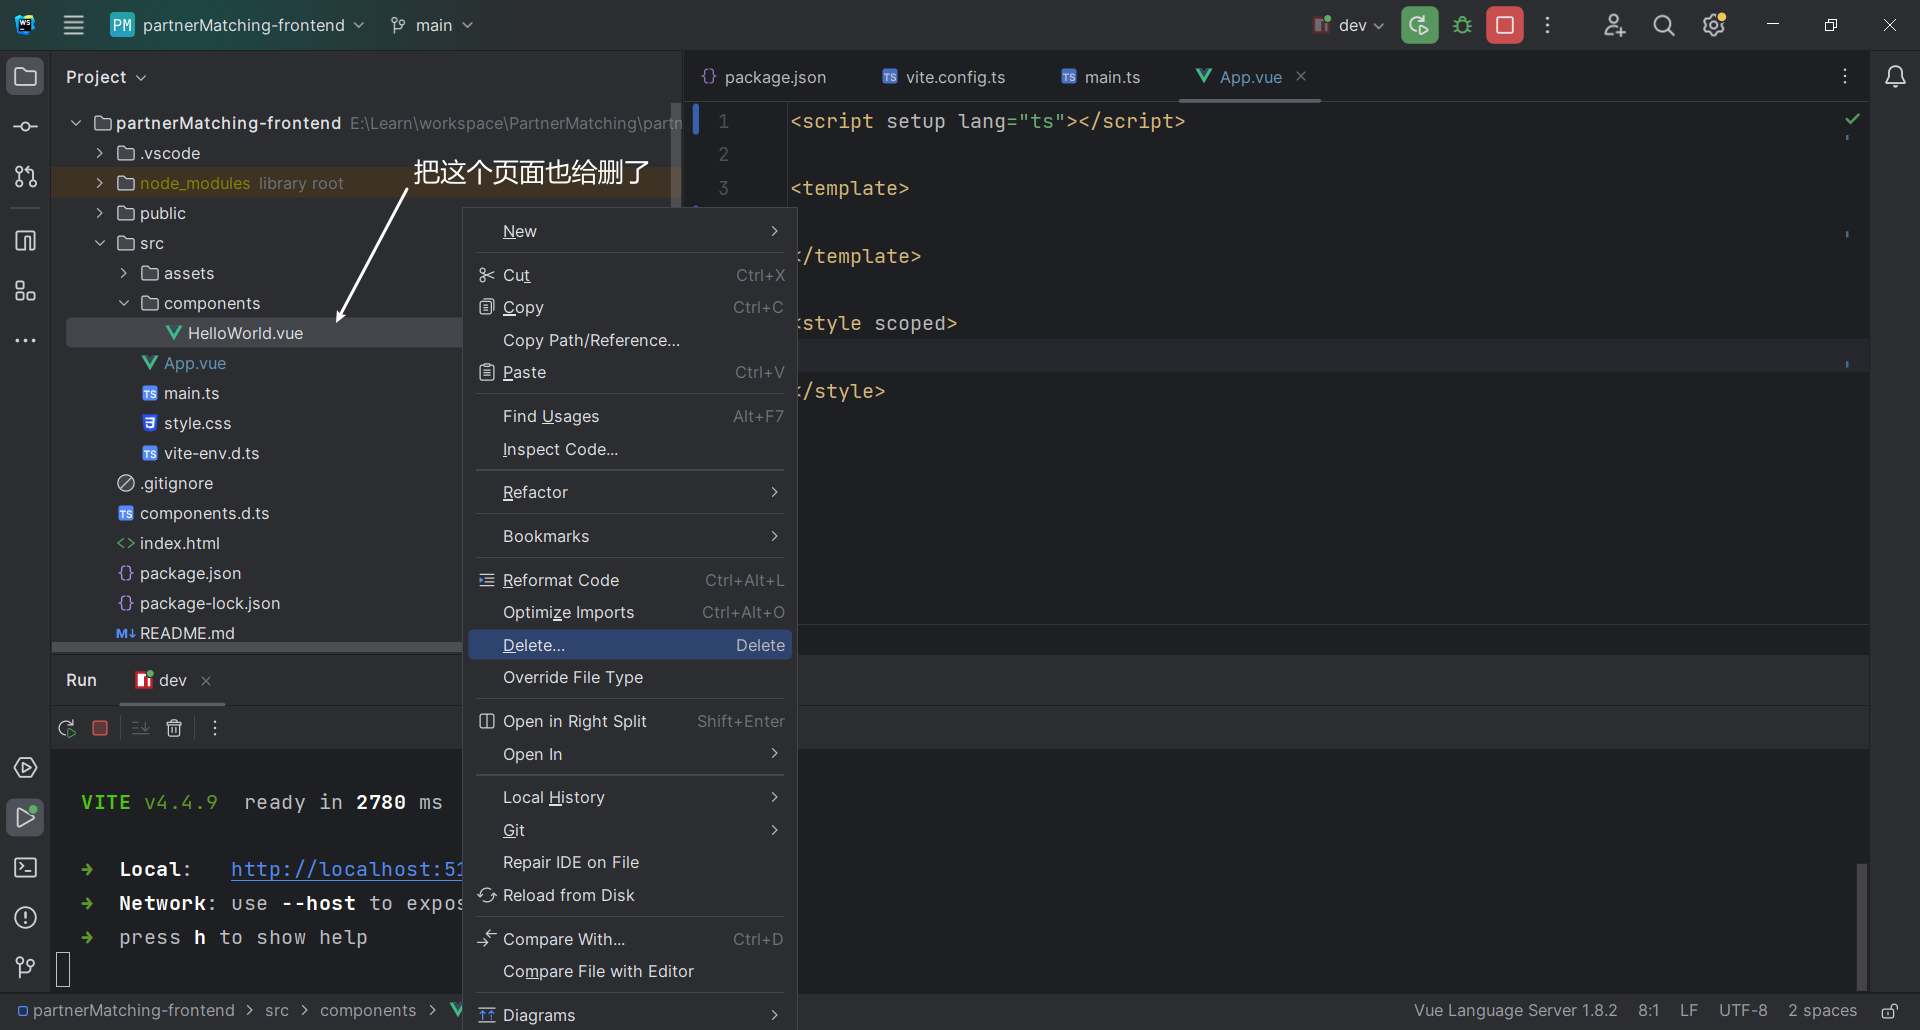 PM partnerMatching-frontend main dev
Project
package.json vite.config.ts main.ts App.vue
partnerMatching-frontend E:\Learn\workspace\PartnerMatching\partn
.vscode
node_modules library root
public
src
assets
components
HelloWorld.vue
App.vue
main.ts
style.css
vite-env.d.ts
.gitignore
components.d.ts
index.html
package.json
package-lock.json
README.md
把这个页面也给删了
1 <script setup lang="ts"></script>
2
3 <template>
/template>
style scoped>
/style>
New
Cut Ctrl+X
Copy Ctrl+C
Copy Path/Reference...
Paste Ctrl+V
Find Usages Alt+F7
Inspect Code...
Refactor
Bookmarks
Reformat Code Ctrl+Alt+L
Optimize Imports Ctrl+Alt+O
Delete... Delete
Override File Type
Open in Right Split Shift+Enter
Open In
Local History
Git
Repair IDE on File
Reload from Disk
Compare With... Ctrl+D
Compare File with Editor
Diagrams
Run dev
VITE v4.4.9 ready in 2780 ms
➜ Local: http://localhost:51
➜ Network: use --host to expos
➜ press h to show help
partnerMatching-frontend > src > components >
Vue Language Server 1.8.2 8:1 LF UTF-8 2 spaces